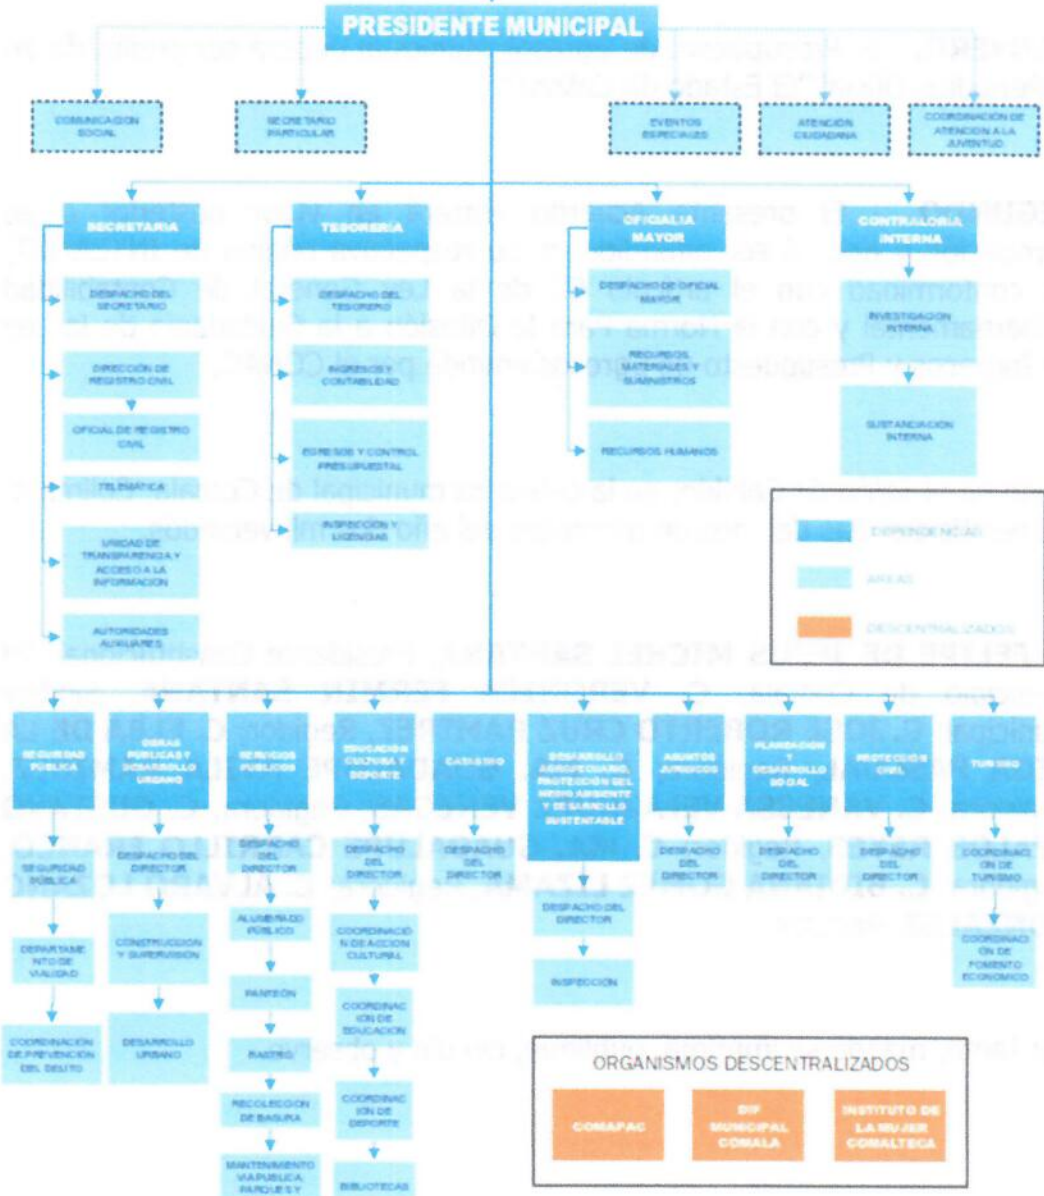 PRESIDENTE MUNICIPAL
COMUNICACIÓN
SOCIAL
SECRETARIO
PARTICULAR
EVENTOS
ESPECIALES
ATENCIÓN
CIUDADANA
COORDINACIÓN DE
ATENCIÓN A LA
JUVENTUD
SECRETARIA
TESORERÍA
OFICIALIA
MAYOR
CONTRALORÍA
INTERNA
DESPACHO DEL
SECRETARIO
DIRECCIÓN DE
REGISTRO CIVIL
OFICIAL DE REGISTRO
CIVIL
TELEMÁTICA
UNIDAD DE
TRANSPARENCIA Y
ACCESO A LA
INFORMACIÓN
AUTORIDADES
AUXILIARES
DESPACHO DEL
TESORERO
INGRESOS Y
CONTABILIDAD
EGRESOS Y CONTROL
PRESUPUESTAL
INSPECCIÓN Y
LICENCIAS
DESPACHO DE OFICIAL
MAYOR
RECURSOS
MATERIALES Y
SUMINISTROS
RECURSOS HUMANOS
INVESTIGACIÓN
INTERNA
SUSTANCIACIÓN
INTERNA
DEPENDENCIAS
AREAS
DESCENTRALIZADOS
SEGURIDAD
PÚBLICA
OBRAS
PÚBLICAS Y
DESARROLLO
URBANO
SERVICIOS
PÚBLICOS
EDUCACIÓN
CULTURA Y
DEPORTE
CATASTRO
DESARROLLO
AGROPECUARIO,
PROTECCIÓN DEL
MEDIO AMBIENTE
Y DESARROLLO
SUSTENTABLE
ASUNTOS
JURIDICOS
PLANEACION
Y
DESARROLLO
SOCIAL
PROTECCIÓN
CIVIL
TURISMO
SEGURIDAD
PÚBLICA
DEPARTAME
NTO DE
VIALIDAD
COORDINACIÓN
DE PREVENCIÓN
DEL DELITO
DESPACHO DEL
DIRECTOR
CONSTRUCCIÓN
Y SUPERVISIÓN
DESARROLLO
URBANO
DESPACHO
DEL
DIRECTOR
ALUMBRADO
PÚBLICO
PANTEÓN
RASTRO
RECOLECCIÓN
DE BASURA
MANTENIMIENTO
VIA PUBLICA,
PARQUES Y
DESPACHO
DEL
DIRECTOR
COORDINACIÓ
N DE ACCION
CULTURAL
COORDINAC
IÓN DE
EDUCACIÓN
COORDINAC
IÓN DE
DEPORTE
BIBLIOTECAS
DESPACHO
DEL
DIRECTOR
DESPACHO DEL
DIRECTOR
INSPECCIÓN
DESPACHO
DEL
DIRECTOR
DESPACHO
DEL
DIRECTOR
DESPACHO
DEL
DIRECTOR
COORDINACI
ÓN DE
TURISMO
COORDINACI
ÓN DE
FOMENTO
ECONOMICO
ORGANISMOS DESCENTRALIZADOS
COMAPAC
DIF
MUNICIPAL
COMALA
INSTITUTO DE
LA MUJER
COMALTECA